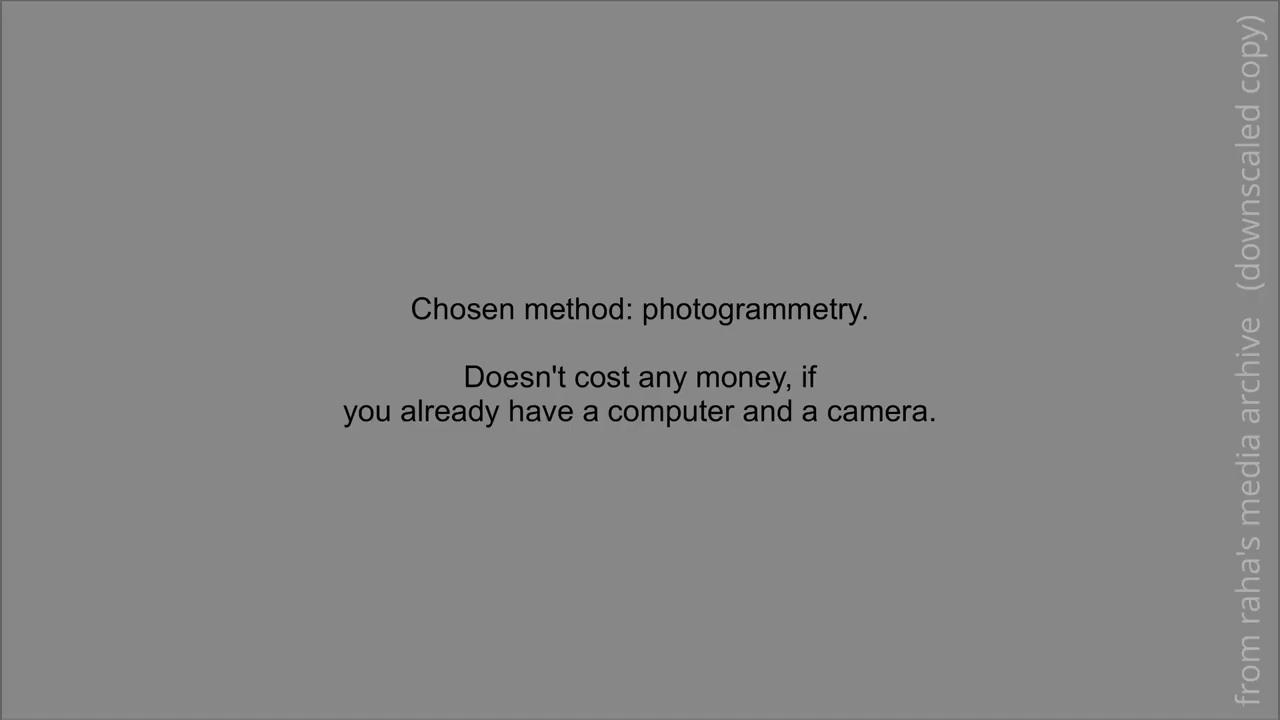 Chosen method: photogrammetry.
Doesn't cost any money, if
you already have a computer and a camera.
from raha's media archive (downscaled copy)